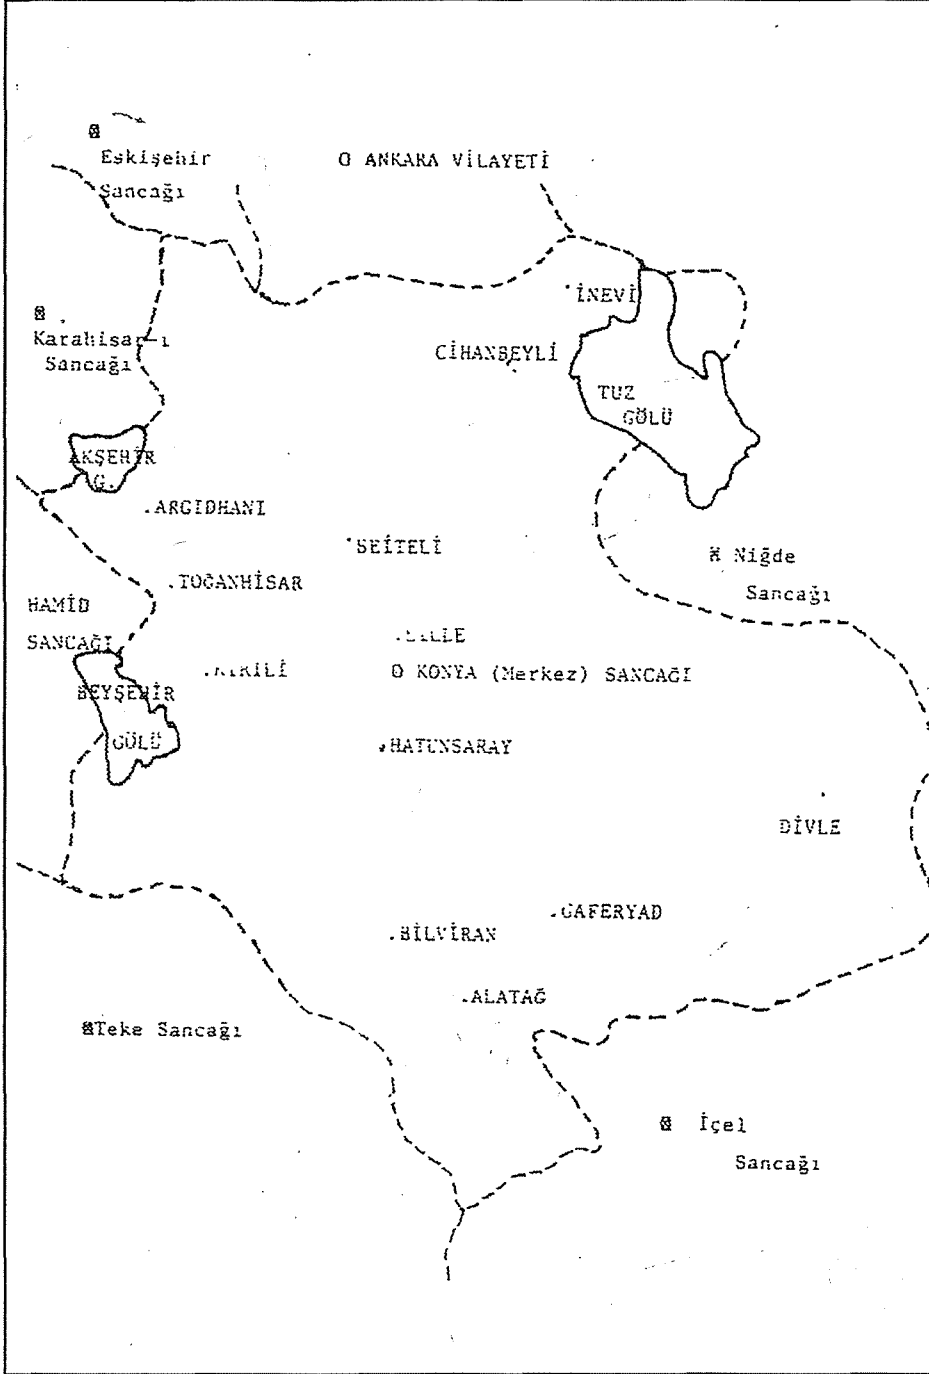 Eskişehir
Sancağı
O ANKARA VİLAYETİ
.İNEVİ
Karahisar-ı
Sancağı
CİHANBEYLİ
TUZ
GÖLÜ
AKŞEHİR
G.
.ARGIDHANI
.SEİTELİ
Niğde
Sancağı
.TOĞANHİSAR
HAMİD
SANCAĞI
O KONYA (Merkez) SANCAĞI
BEYŞEHİR
GÖLÜ
.HATUNSARAY
DİVLE
.GAFERYAD
.BİLVİRAN
.ALATAĞ
Teke Sancağı
İçel
Sancağı